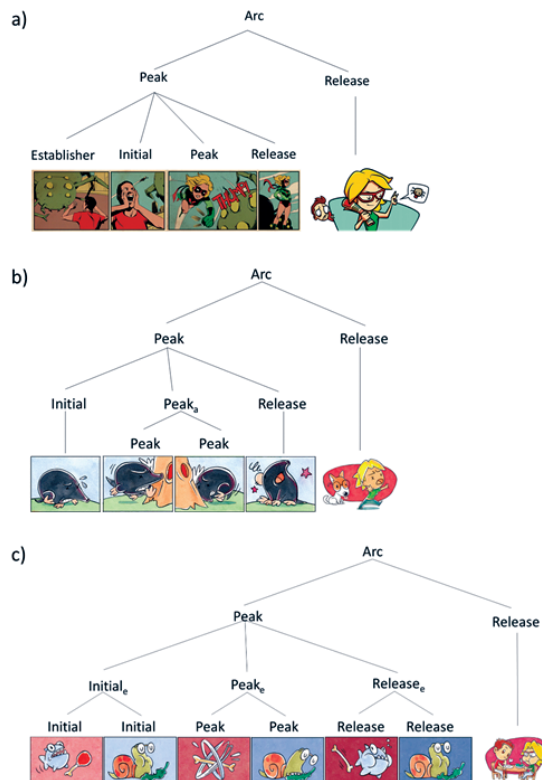 a)
Arc
Peak
Release
Establisher Initial Peak Release
THUMP!
b)
Arc
Peak
Release
Initial Peakₐ Release
Peak Peak
c)
Arc
Peak
Release
Initialₑ Peakₑ Releaseₑ
Initial Initial Peak Peak Release Release